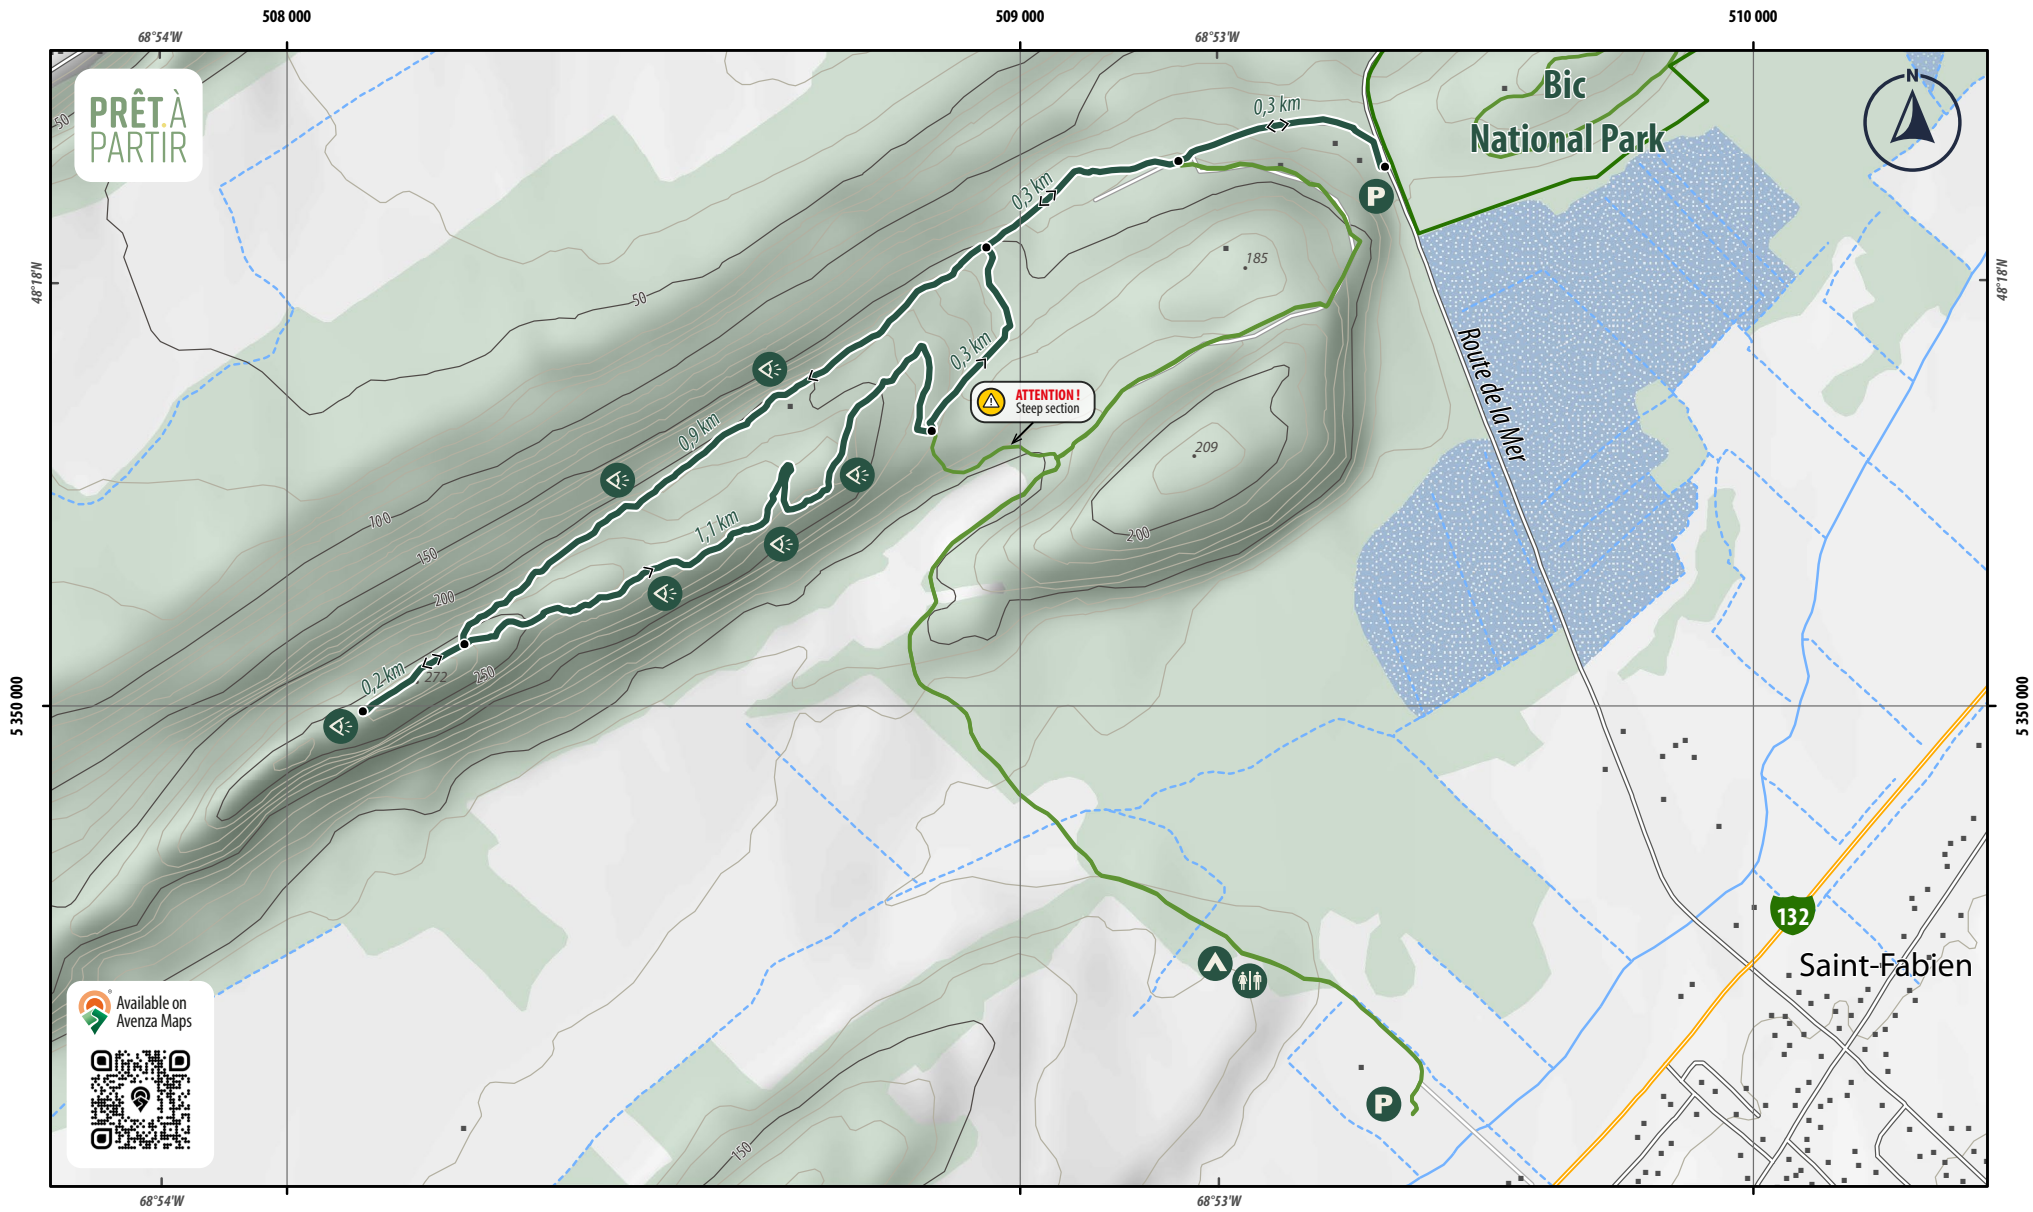 508 000
509 000
510 000
68°54'W
68°53'W
PRÊT À
PARTIR
Bic
National Park
N
0,3 km
P
50
0,3 km
185
48°18'N
48°18'N
50
Route de la Mer
0,3 km
ATTENTION !
Steep section
0,9 km
209
100
1,1 km
200
150
200
0,2 km
272
250
5 350 000
5 350 000
132
Saint-Fabien
Available on
Avenza Maps
P
150
68°54'W
68°53'W